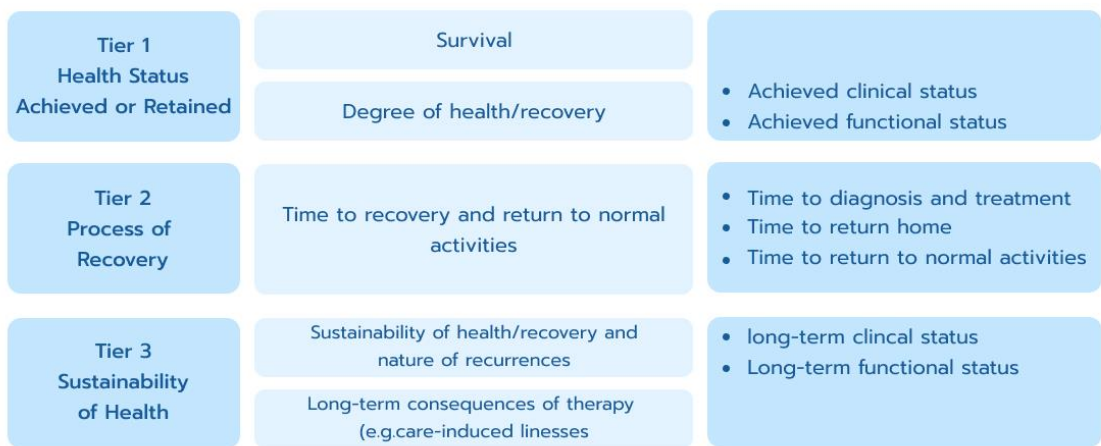 Tier 1
Health Status
Achieved or Retained
Survival
Degree of health/recovery
• Achieved clinical status
• Achieved functional status
Tier 2
Process of
Recovery
Time to recovery and return to normal
activities
• Time to diagnosis and treatment
• Time to return home
• Time to return to normal activities
Tier 3
Sustainability
of Health
Sustainability of health/recovery and
nature of recurrences
Long-term consequences of therapy
(e.g.care-induced linesses
• long-term clincal status
• Long-term functional status